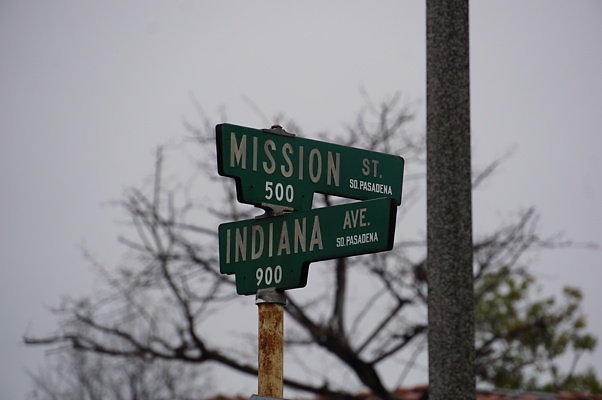 MISSION ST.
500 SO. PASADENA
INDIANA AVE.
900 SO. PASADENA